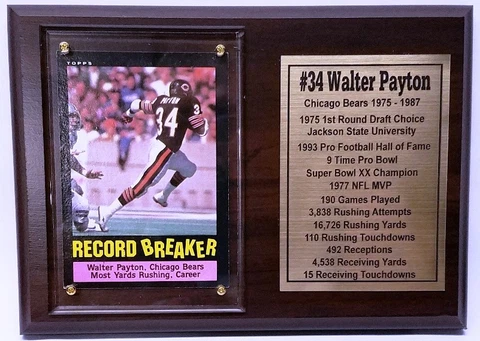 TOPPS
PAYTON
34
RECORD BREAKER
Walter Payton, Chicago Bears
Most Yards Rushing, Career
#34 Walter Payton
Chicago Bears 1975 - 1987
1975 1st Round Draft Choice
Jackson State University
1993 Pro Football Hall of Fame
9 Time Pro Bowl
Super Bowl XX Champion
1977 NFL MVP
190 Games Played
3,838 Rushing Attempts
16,726 Rushing Yards
110 Rushing Touchdowns
492 Receptions
4,538 Receiving Yards
15 Receiving Touchdowns